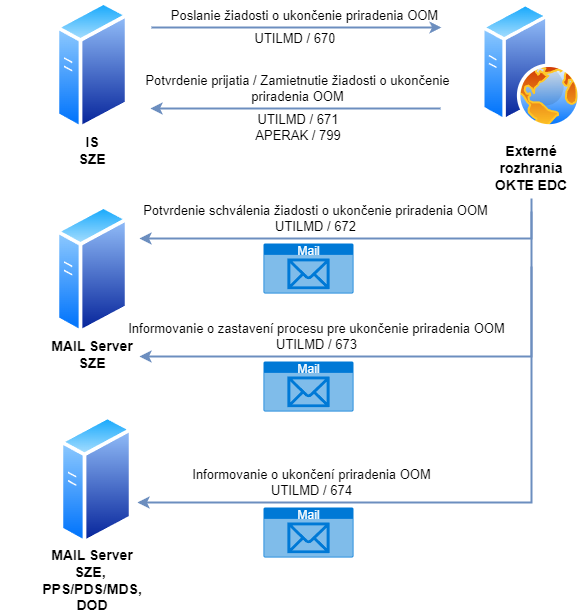 Poslanie žiadosti o ukončenie priradenia OOM
UTILMD / 670
Potvrdenie prijatia / Zamietnutie žiadosti o ukončenie
priradenia OOM
UTILMD / 671
APERAK / 799
IS
SZE
Externé
rozhrania
OKTE EDC
Potvrdenie schválenia žiadosti o ukončenie priradenia OOM
UTILMD / 672
Mail
Informovanie o zastavení procesu pre ukončenie priradenia OOM
UTILMD / 673
MAIL Server
SZE
Mail
Informovanie o ukončení priradenia OOM
UTILMD / 674
Mail
MAIL Server
SZE,
PPS/PDS/MDS,
DOD